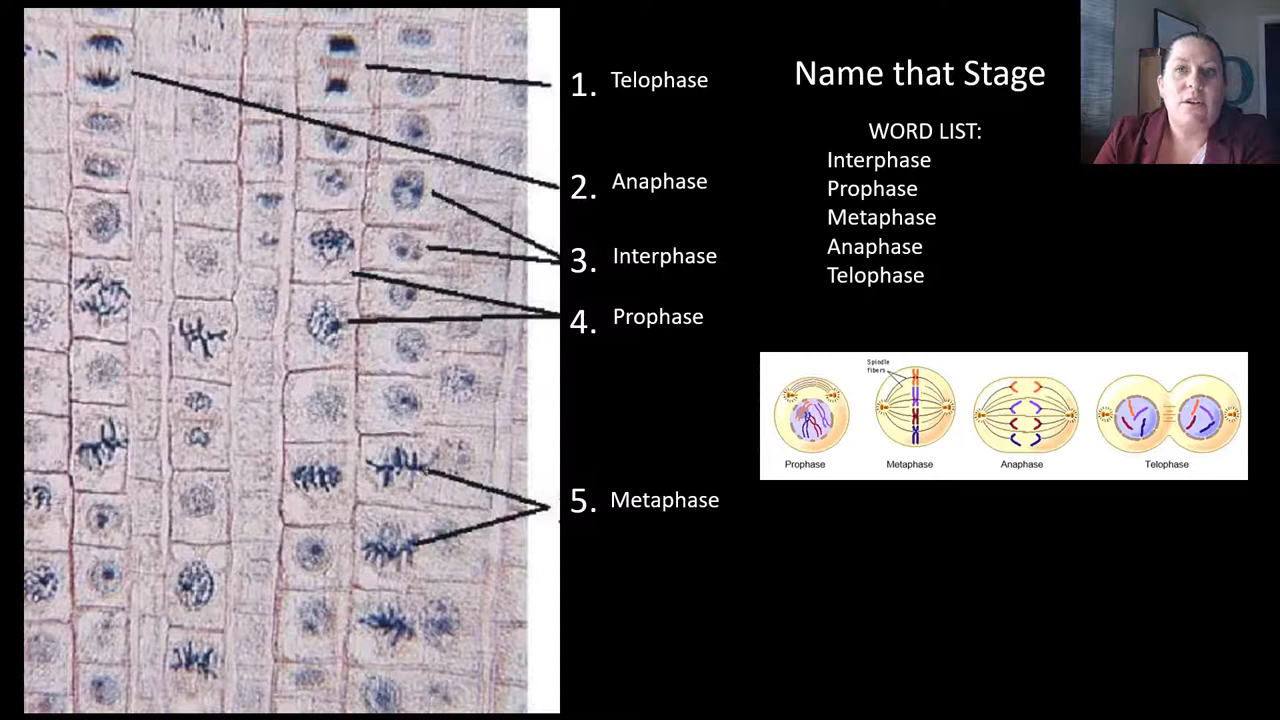 Name that Stage
1. Telophase
2. Anaphase
3. Interphase
4. Prophase
5. Metaphase
WORD LIST:
Interphase
Prophase
Metaphase
Anaphase
Telophase
Spindle
fibers
Prophase
Metaphase
Anaphase
Telophase